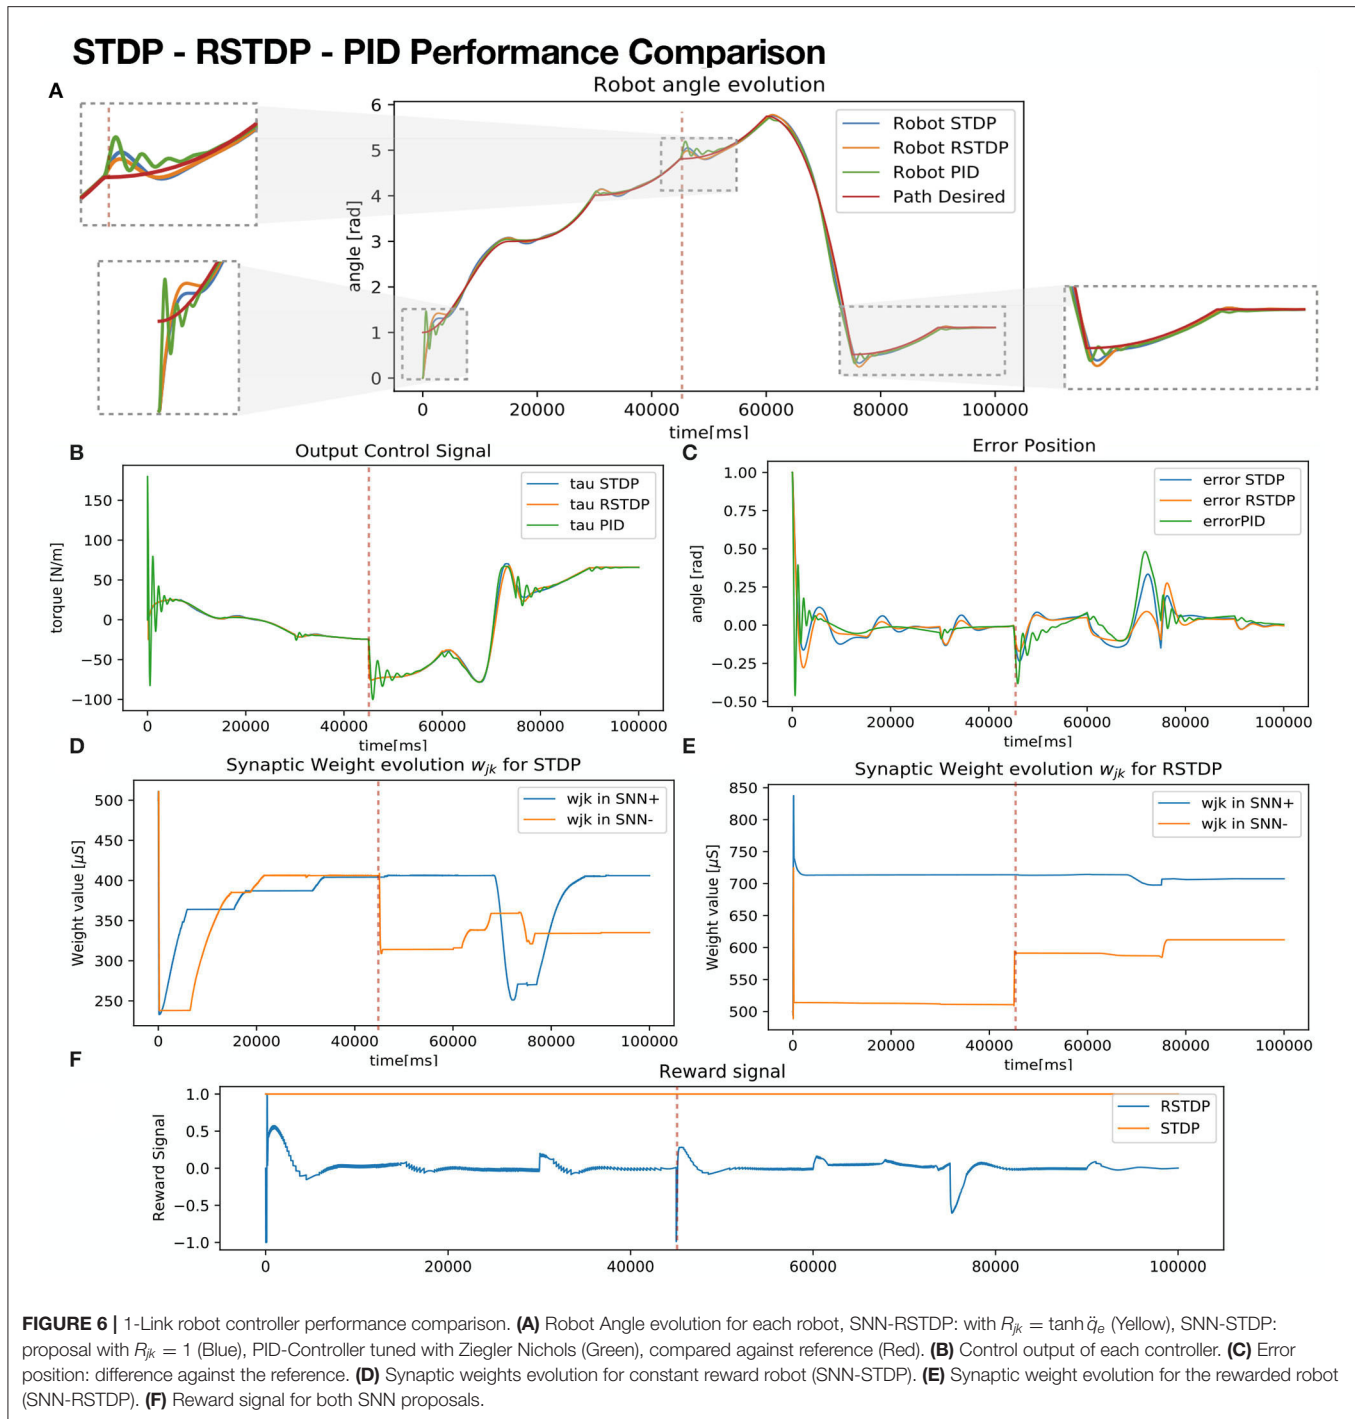 STDP - RSTDP - PID Performance Comparison
A
Robot angle evolution
Robot STDP
Robot RSTDP
Robot PID
Path Desired
angle [rad]
6
5
4
3
2
1
0
0 20000 40000 60000 80000 100000
time[ms]
B
Output Control Signal
tau STDP
tau RSTDP
tau PID
torque [N/m]
150
100
50
0
−50
−100
0 20000 40000 60000 80000 100000
time[ms]
C
Error Position
error STDP
error RSTDP
errorPID
angle [rad]
1.00
0.75
0.50
0.25
0.00
−0.25
−0.50
0 20000 40000 60000 80000 100000
time[ms]
D
Synaptic Weight evolution wjk for STDP
wjk in SNN+
wjk in SNN-
Weight value [μS]
500
450
400
350
300
250
0 20000 40000 60000 80000 100000
time[ms]
E
Synaptic Weight evolution wjk for RSTDP
wjk in SNN+
wjk in SNN-
Weight value [μS]
850
800
750
700
650
600
550
500
0 20000 40000 60000 80000 100000
time[ms]
F
Reward signal
RSTDP
STDP
Reward Signal
1.0
0.5
0.0
−0.5
−1.0
0 20000 40000 60000 80000 100000
FIGURE 6 | 1-Link robot controller performance comparison. (A) Robot Angle evolution for each robot, SNN-RSTDP: with Rjk = tanh q̈e (Yellow), SNN-STDP:
proposal with Rjk = 1 (Blue), PID-Controller tuned with Ziegler Nichols (Green), compared against reference (Red). (B) Control output of each controller. (C) Error
position: difference against the reference. (D) Synaptic weights evolution for constant reward robot (SNN-STDP). (E) Synaptic weight evolution for the rewarded robot
(SNN-RSTDP). (F) Reward signal for both SNN proposals.